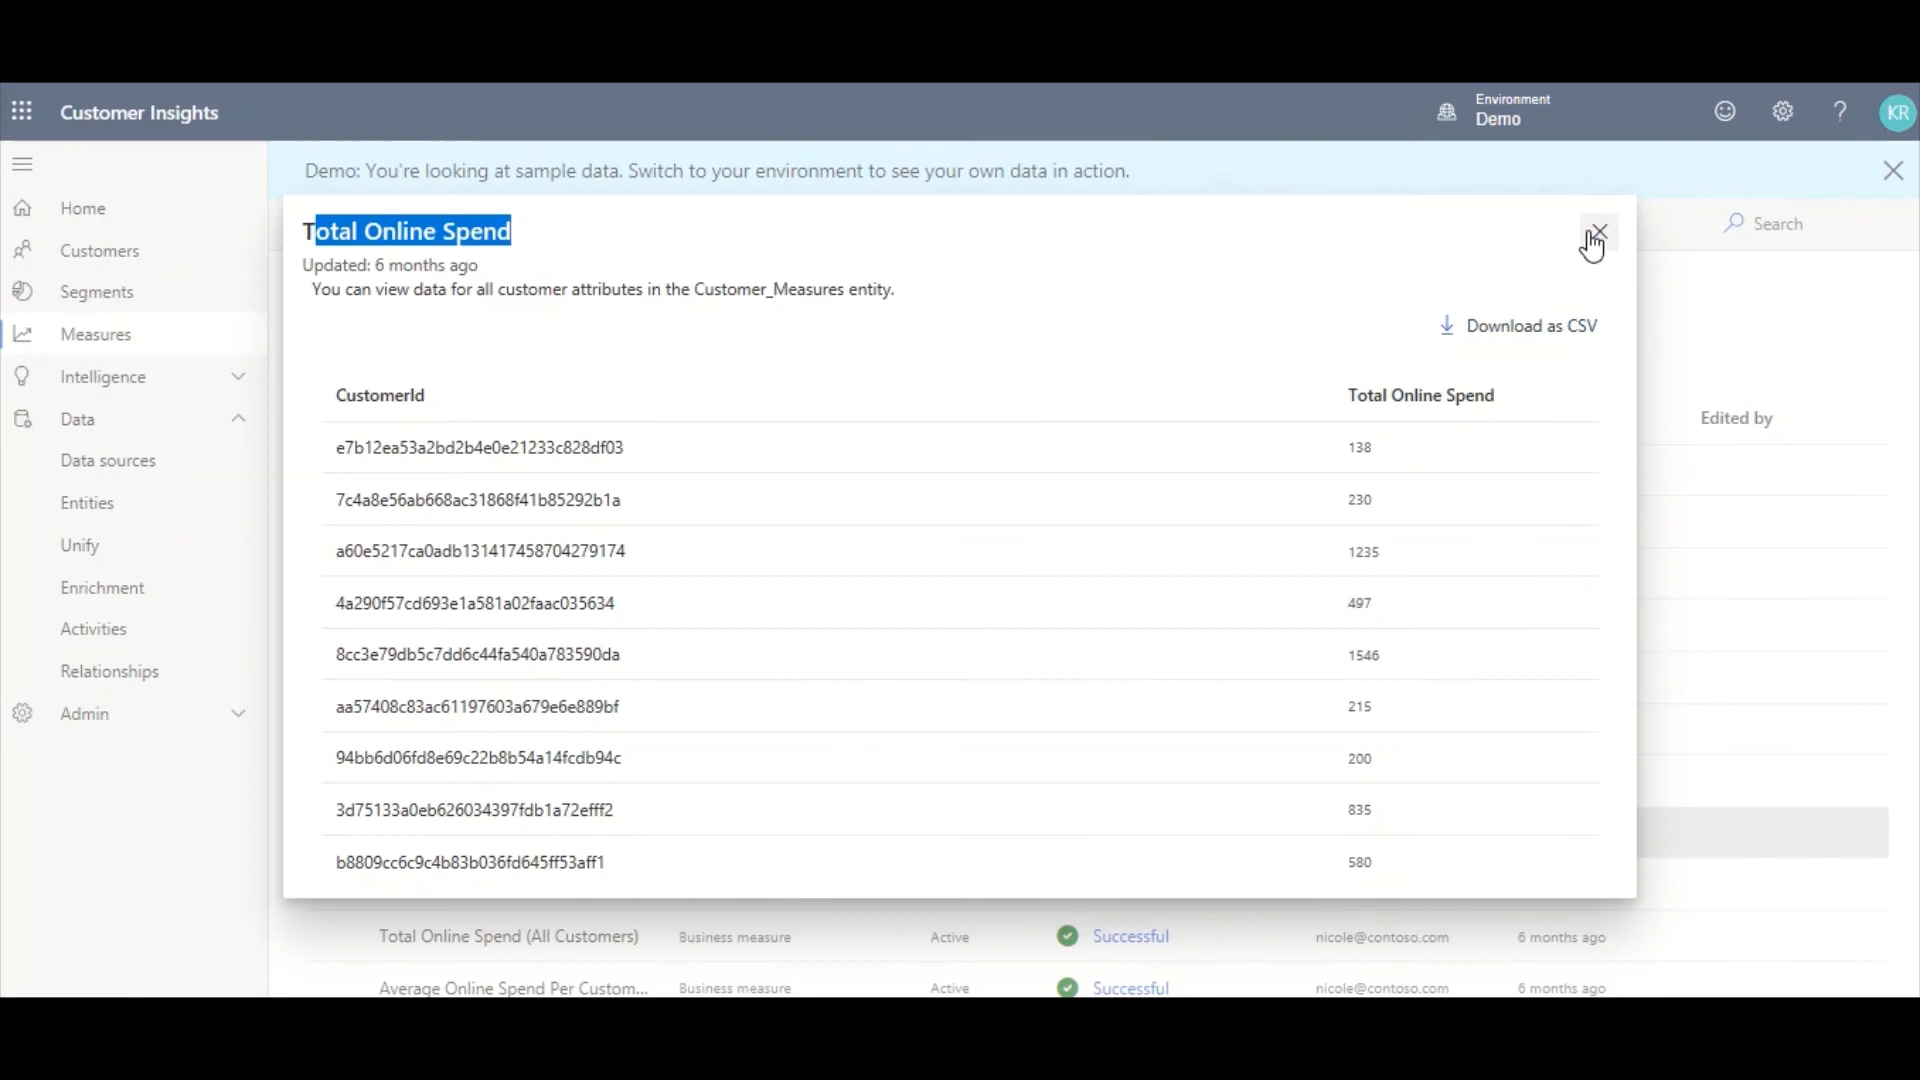 Customer Insights
Environment
Demo
?
KR
Demo: You're looking at sample data. Switch to your environment to see your own data in action.
Home
Customers
Segments
Measures
Intelligence
Data
Data sources
Entities
Unify
Enrichment
Activities
Relationships
Admin
Search
Edited by
Total Online Spend
Updated: 6 months ago
You can view data for all customer attributes in the Customer_Measures entity.
Download as CSV
CustomerId Total Online Spend
e7b12ea53a2bd2b4e0e21233c828df03 138
7c4a8e56ab668ac31868f41b85292b1a 230
a60e5217ca0adb131417458704279174 1235
4a290f57cd693e1a581a02faac035634 497
8cc3e79db5c7dd6c44fa540a783590da 1546
aa57408c83ac61197603a679e6e889bf 215
94bb6d06fd8e69c22b8b54a14fcdb94c 200
3d75133a0eb626034397fdb1a72efff2 835
b8809cc6c9c4b83b036fd645ff53aff1 580
Total Online Spend (All Customers) Business measure Active Successful nicole@contoso.com 6 months ago
Average Online Spend Per Custom... Business measure Active Successful nicole@contoso.com 6 months ago